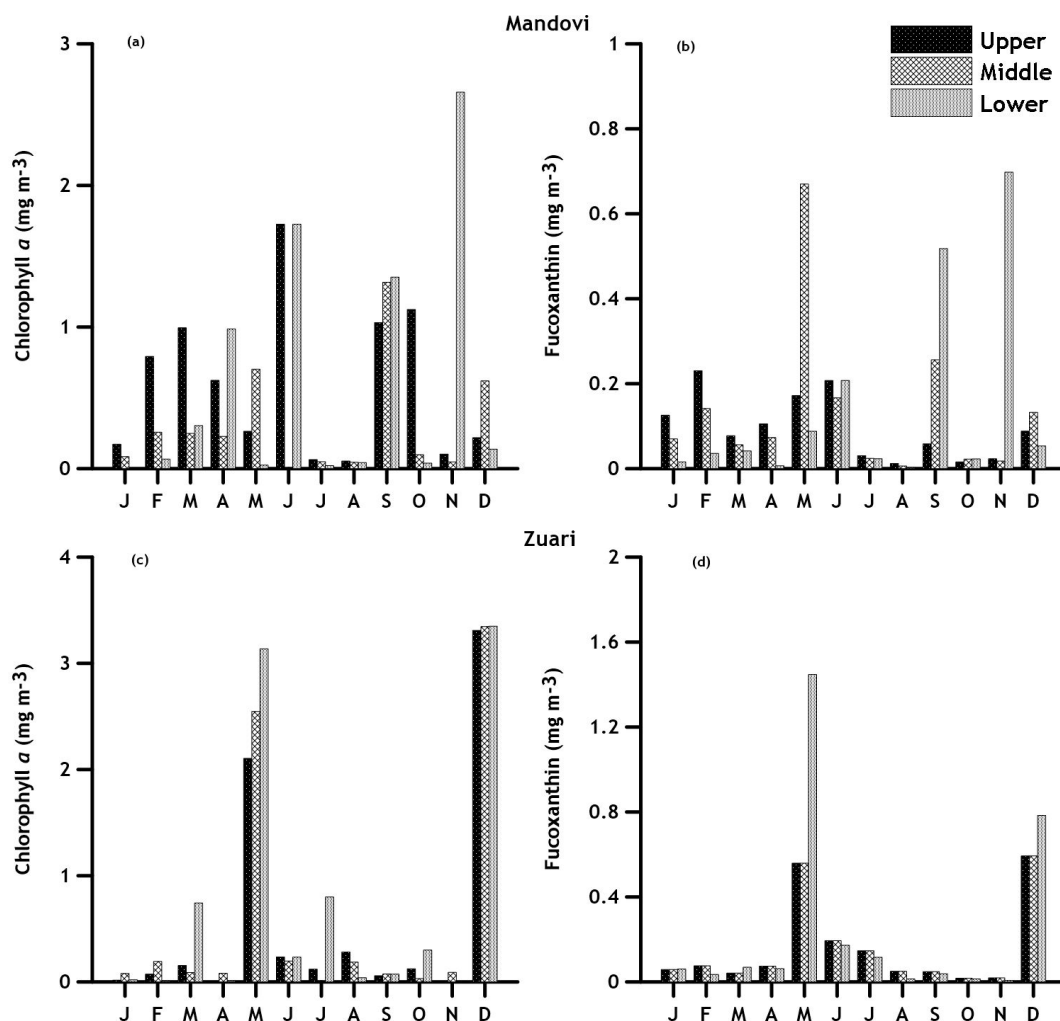 Mandovi
(a)
3
2
1
0
Chlorophyll a (mg m-3)
J F M A M J J A S O N D
(b)
1
0.8
0.6
0.4
0.2
0
Fucoxanthin (mg m-3)
J F M A M J J A S O N D
Upper
Middle
Lower
Zuari
(c)
4
3
2
1
0
Chlorophyll a (mg m-3)
J F M A M J J A S O N D
(d)
2
1.6
1.2
0.8
0.4
0
Fucoxanthin (mg m-3)
J F M A M J J A S O N D